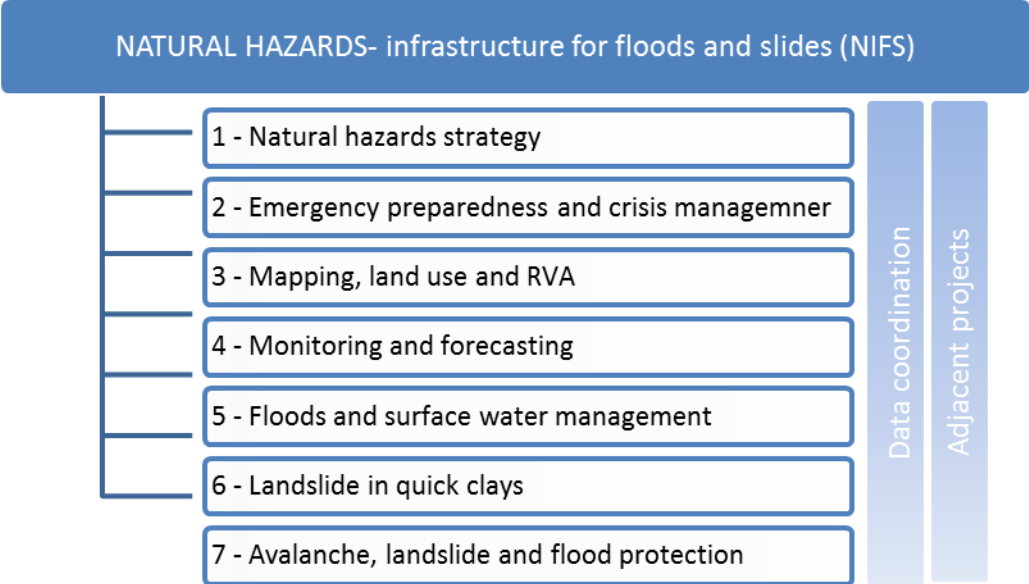 NATURAL HAZARDS- infrastructure for floods and slides (NIFS)
1 - Natural hazards strategy
2 - Emergency preparedness and crisis managemner
3 - Mapping, land use and RVA
4 - Monitoring and forecasting
5 - Floods and surface water management
6 - Landslide in quick clays
7 - Avalanche, landslide and flood protection
Data coordination
Adjacent projects